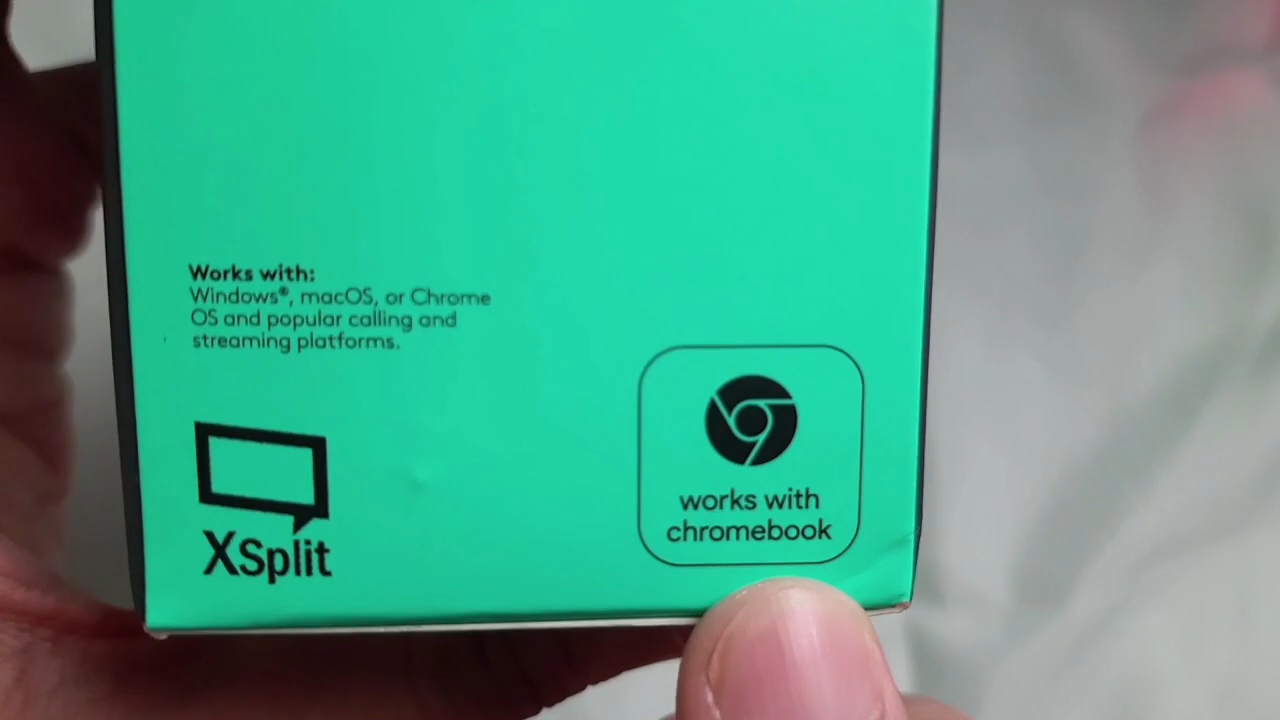 Works with:
Windows®, macOS, or Chrome
OS and popular calling and
streaming platforms.
XSplit
works with
chromebook